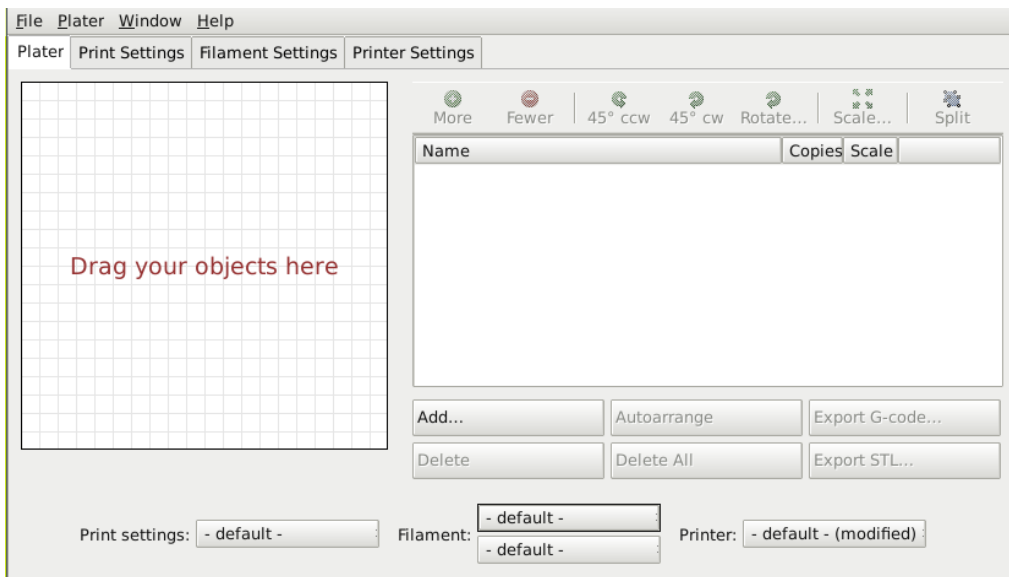 File Plater Window Help
Plater Print Settings Filament Settings Printer Settings
More Fewer 45° ccw 45° cw Rotate... Scale... Split
Name Copies Scale
Drag your objects here
Add... Autoarrange Export G-code...
Delete Delete All Export STL...
Print settings: - default - Filament: - default - Printer: - default - (modified)
- default -